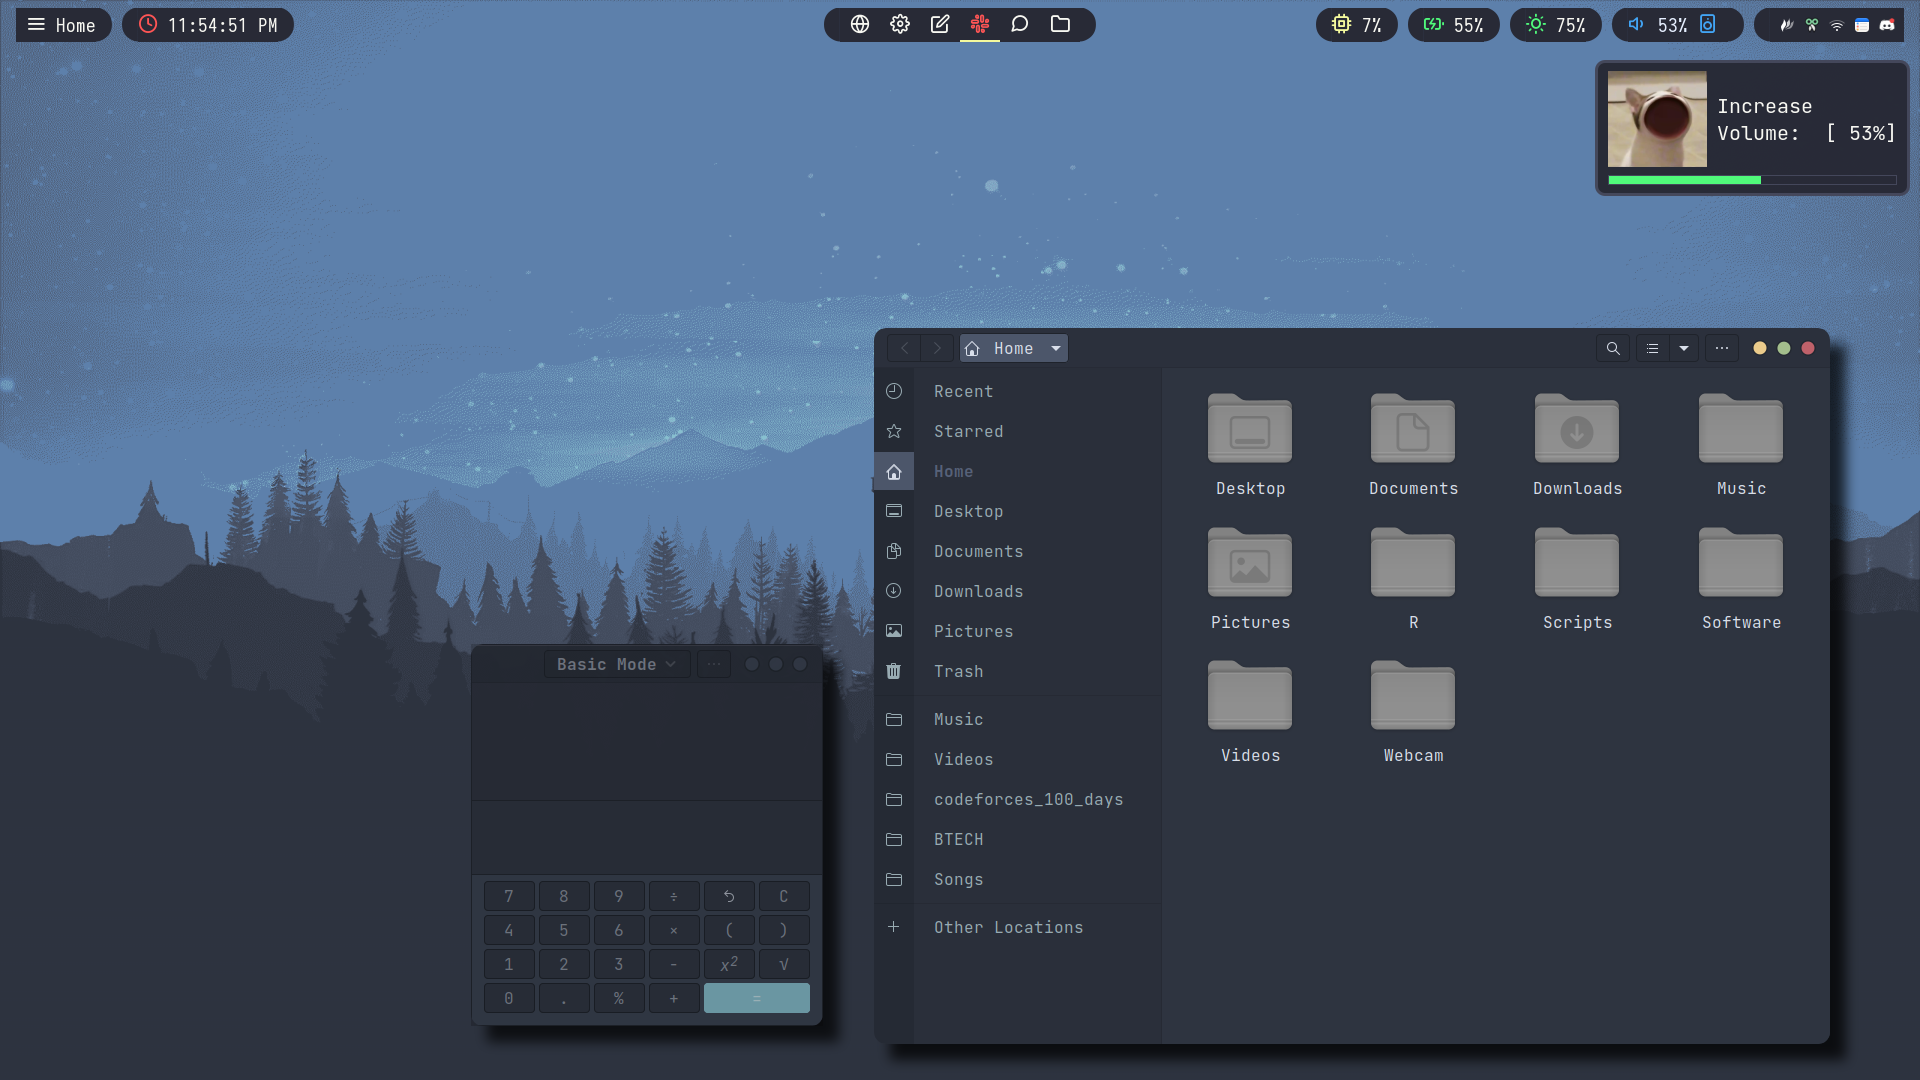 Home
11:54:51 PM
7%
55%
75%
53%
Increase
Volume: [ 53%]
Home
Recent
Starred
Home
Desktop
Documents
Downloads
Pictures
Trash
Music
Videos
codeforces_100_days
BTECH
Songs
Other Locations
Desktop Documents Downloads Music
Pictures R Scripts Software
Videos Webcam
Basic Mode
7 8 9 ÷ C
4 5 6 × ( )
1 2 3 - x² √
0 . % + =